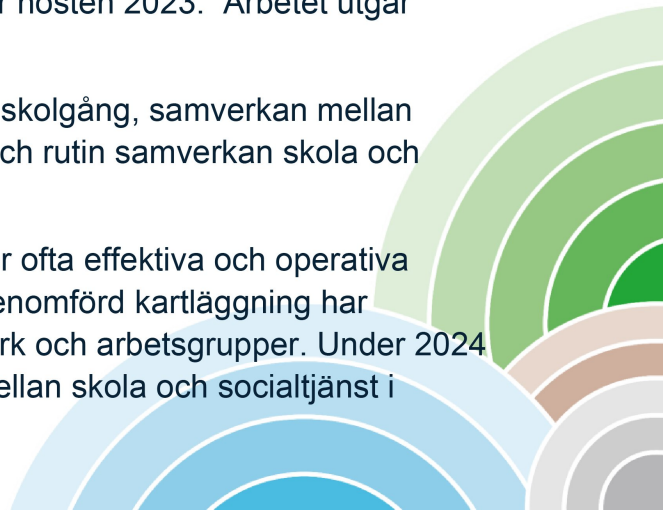 r hösten 2023. Arbetet utgår
skolgång, samverkan mellan
ch rutin samverkan skola och
r ofta effektiva och operativa
enomförd kartläggning har
rk och arbetsgrupper. Under 2024
ellan skola och socialtjänst i